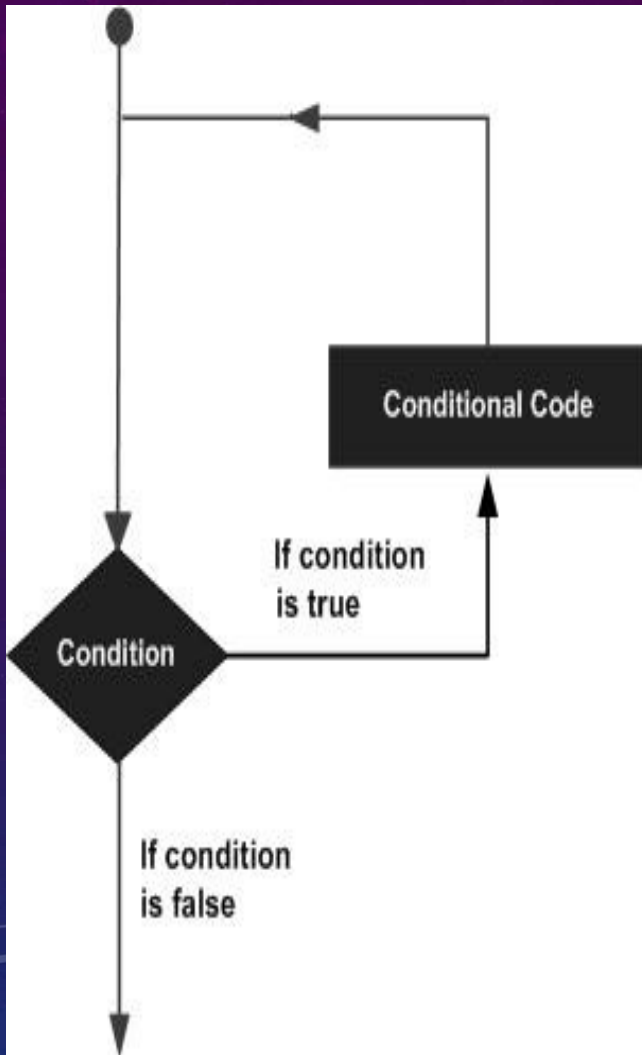 Conditional Code
If condition
is true
Condition
If condition
is false